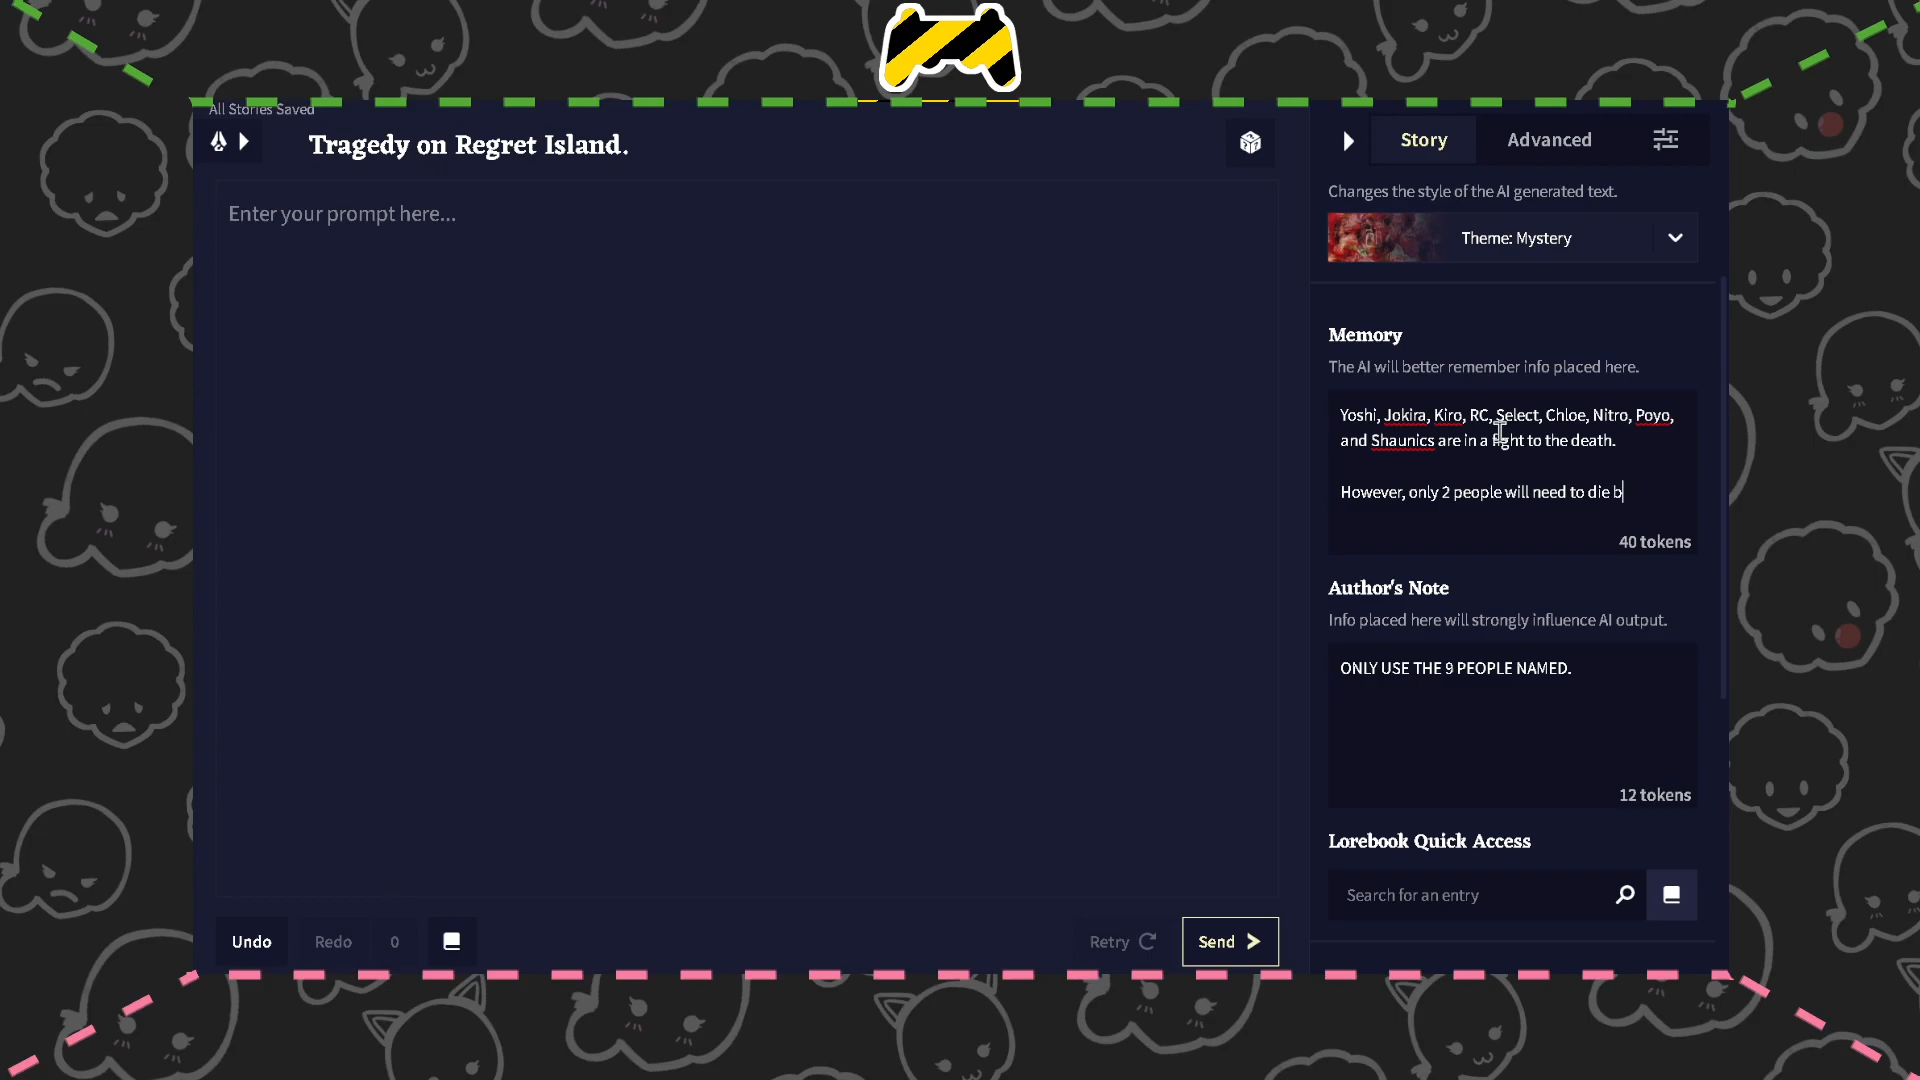 All Stories Saved
Tragedy on Regret Island.
Enter your prompt here...
Undo
Redo
0
Retry
Send
Story
Advanced
Changes the style of the AI generated text.
Theme: Mystery
Memory
The AI will better remember info placed here.
Yoshi, Jokira, Kiro, RC, Select, Chloe, Nitro, Poyo,
and Shaunics are in a fight to the death.
However, only 2 people will need to die b
40 tokens
Author's Note
Info placed here will strongly influence AI output.
ONLY USE THE 9 PEOPLE NAMED.
12 tokens
Lorebook Quick Access
Search for an entry